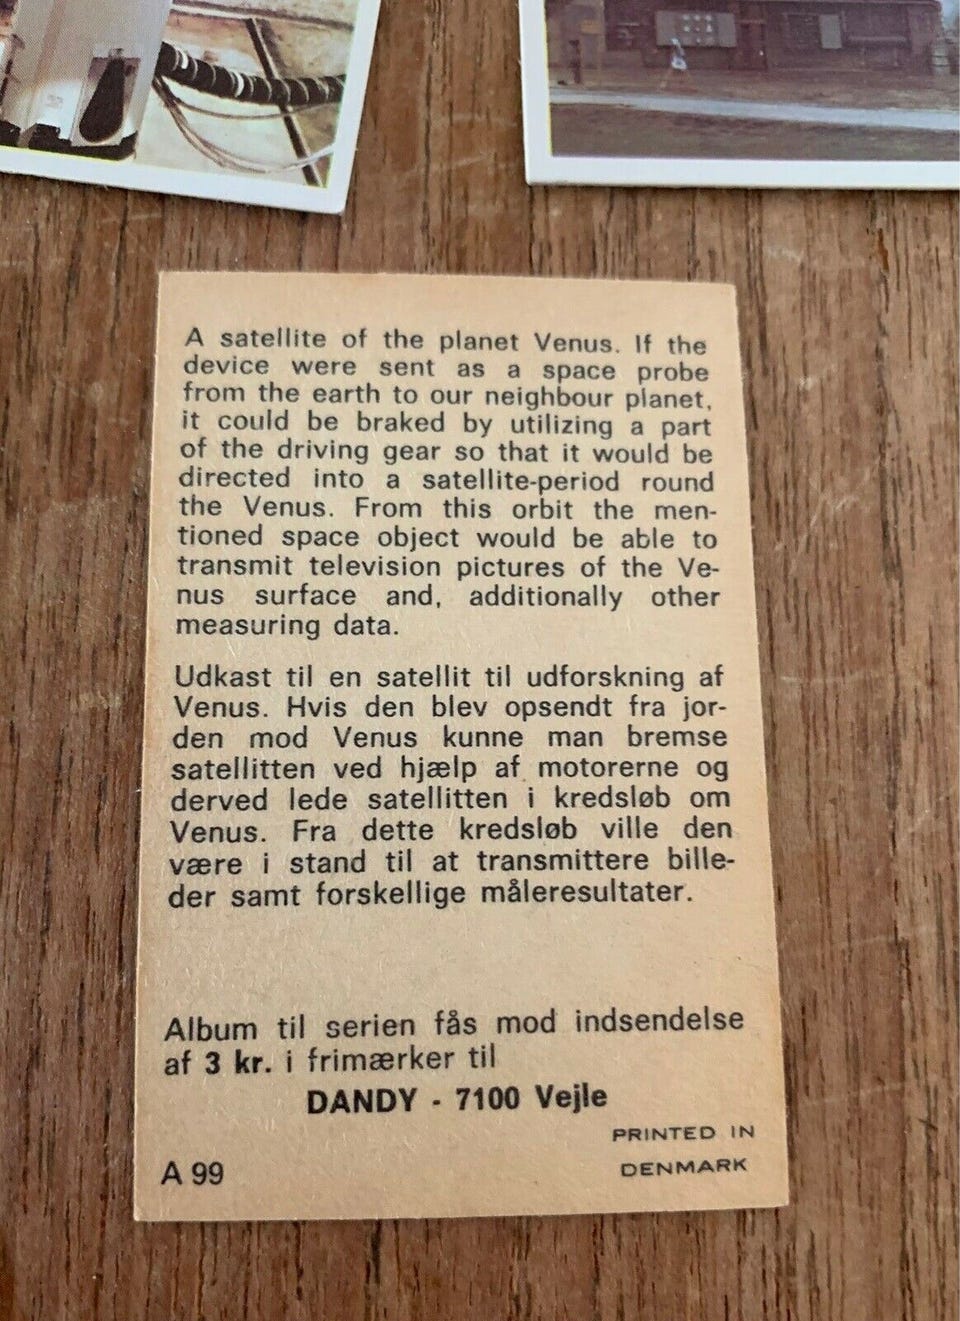 A satellite of the planet Venus. If the
device were sent as a space probe
from the earth to our neighbour planet,
it could be braked by utilizing a part
of the driving gear so that it would be
directed into a satellite-period round
the Venus. From this orbit the men-
tioned space object would be able to
transmit television pictures of the Ve-
nus surface and, additionally other
measuring data.
Udkast til en satellit til udforskning af
Venus. Hvis den blev opsendt fra jor-
den mod Venus kunne man bremse
satellitten ved hjælp af motorerne og
derved lede satellitten i kredsløb om
Venus. Fra dette kredsløb ville den
være i stand til at transmittere bille-
der samt forskellige måleresultater.
Album til serien fås mod indsendelse
af 3 kr. i frimærker til
DANDY - 7100 Vejle
PRINTED IN
DENMARK
A 99